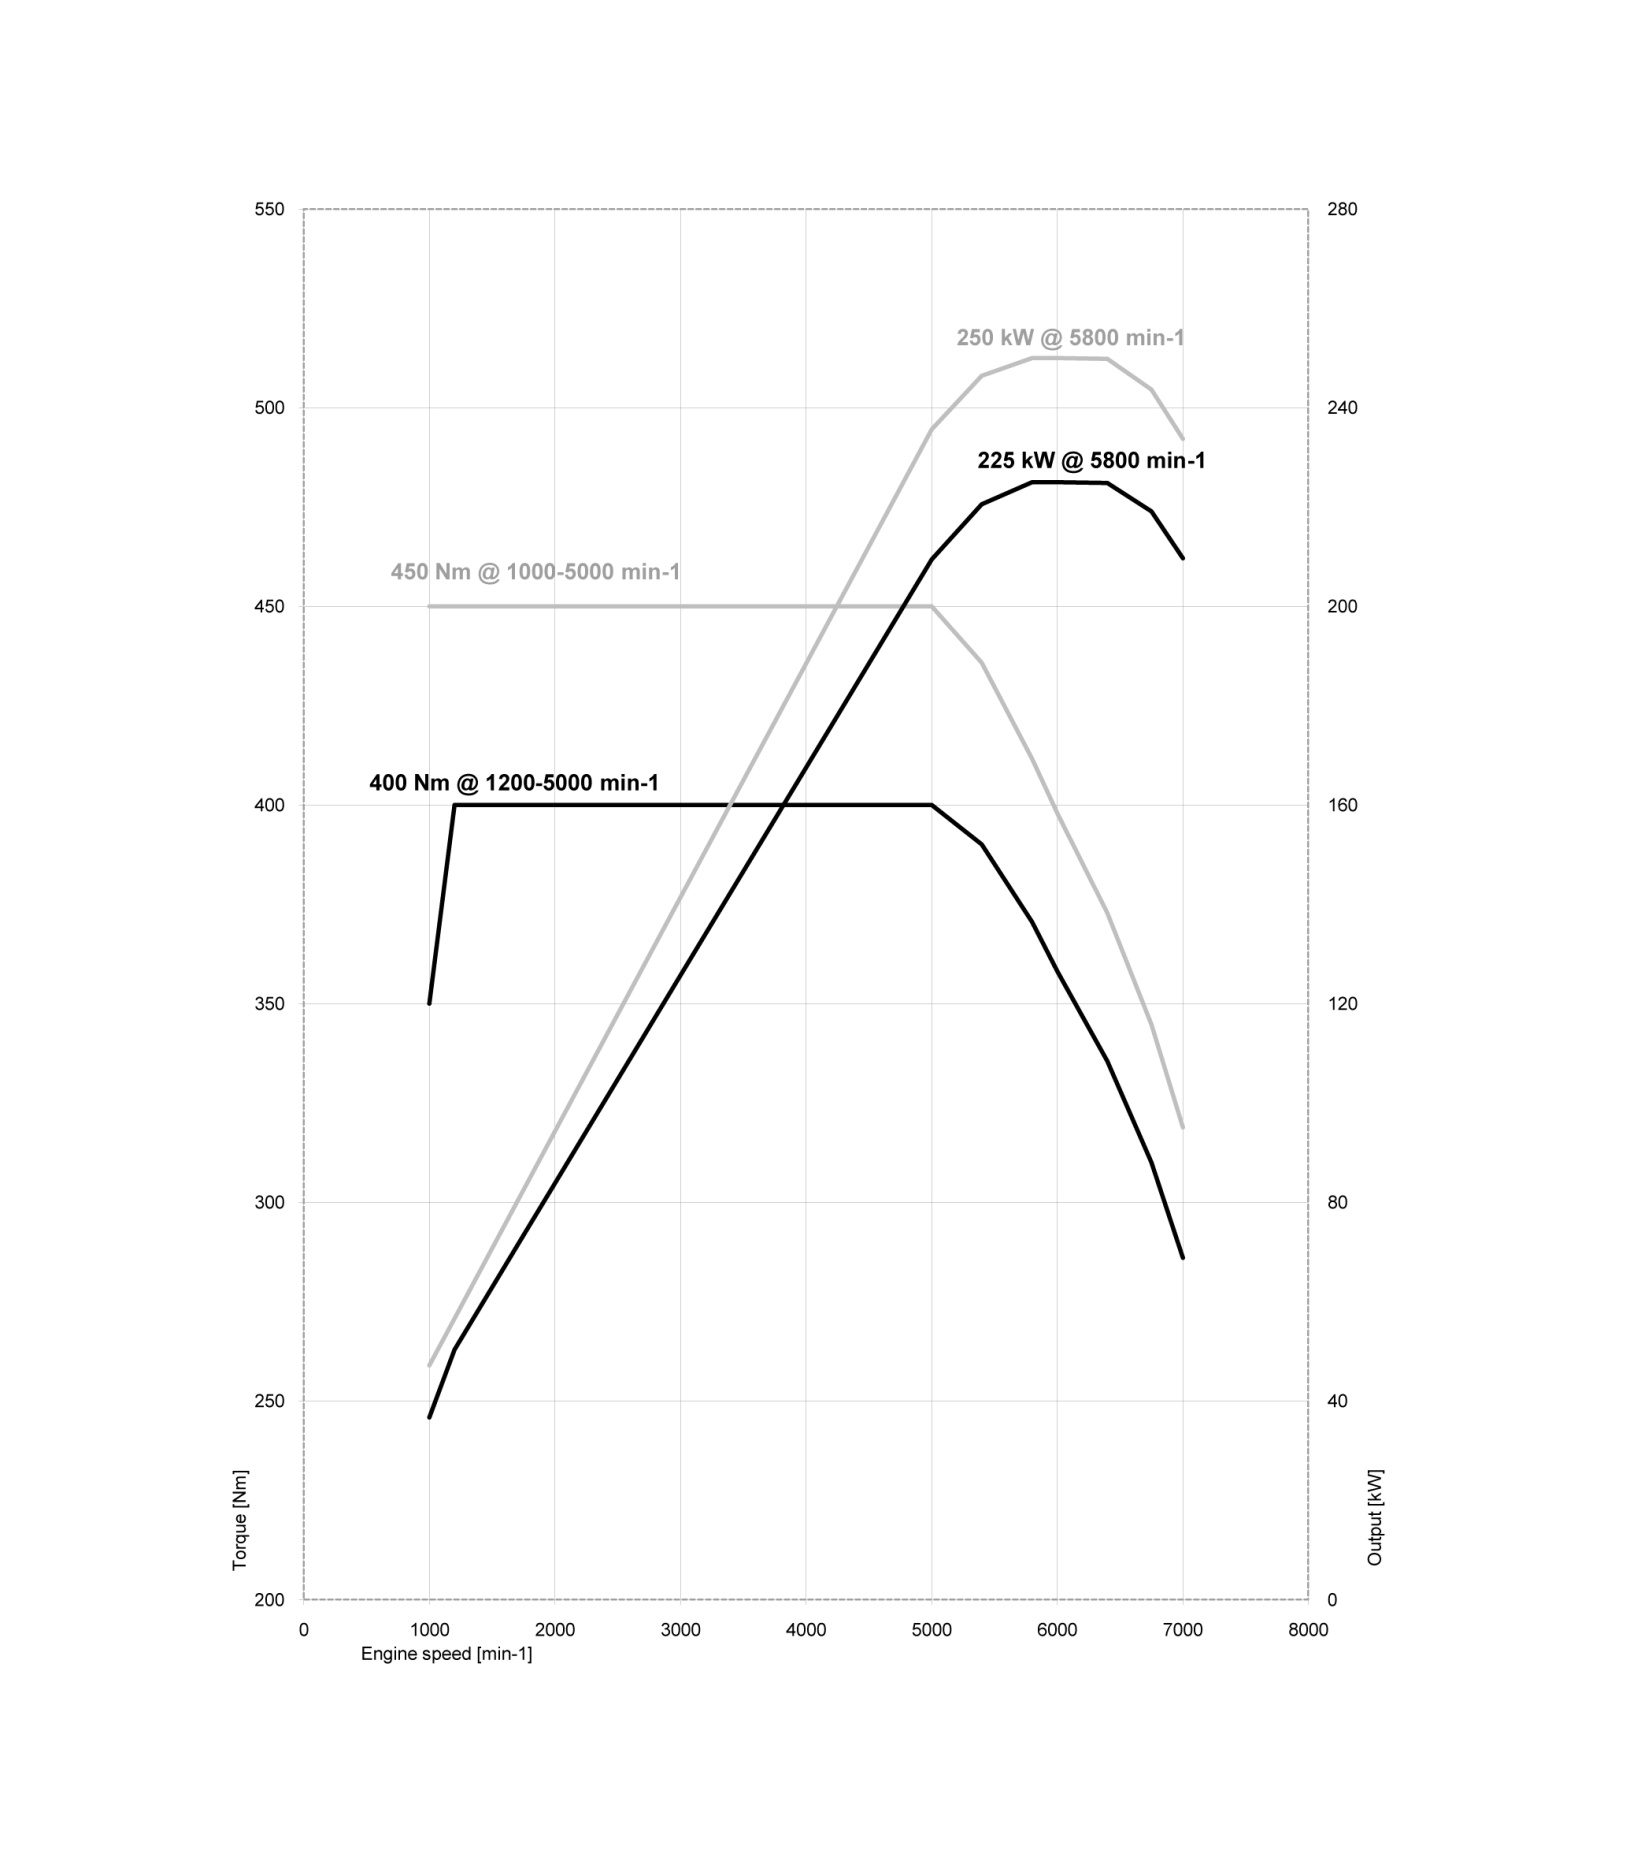 550
280
250 kW @ 5800 min-1
500
240
225 kW @ 5800 min-1
450 Nm @ 1000-5000 min-1
450
200
400 Nm @ 1200-5000 min-1
400
160
350
120
300
80
250
40
Torque [Nm]
Output [kW]
200
0
0 1000 2000 3000 4000 5000 6000 7000 8000
Engine speed [min-1]